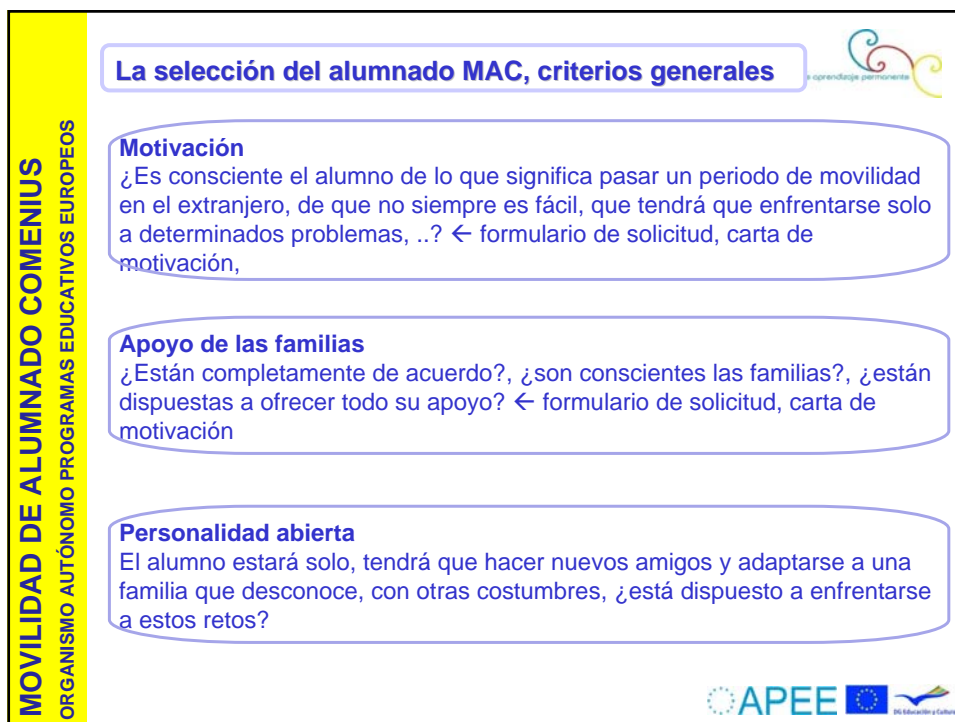 La selección del alumnado MAC, criterios generales
aprendizaje permanente
MOVILIDAD DE ALUMNADO COMENIUS
ORGANISMO AUTÓNOMO PROGRAMAS EDUCATIVOS EUROPEOS
Motivación
¿Es consciente el alumno de lo que significa pasar un periodo de movilidad
en el extranjero, de que no siempre es fácil, que tendrá que enfrentarse solo
a determinados problemas, ..? ← formulario de solicitud, carta de
motivación,
Apoyo de las familias
¿Están completamente de acuerdo?, ¿son conscientes las familias?, ¿están
dispuestas a ofrecer todo su apoyo? ← formulario de solicitud, carta de
motivación
Personalidad abierta
El alumno estará solo, tendrá que hacer nuevos amigos y adaptarse a una
familia que desconoce, con otras costumbres, ¿está dispuesto a enfrentarse
a estos retos?
APEE
DG Educación y Cultura